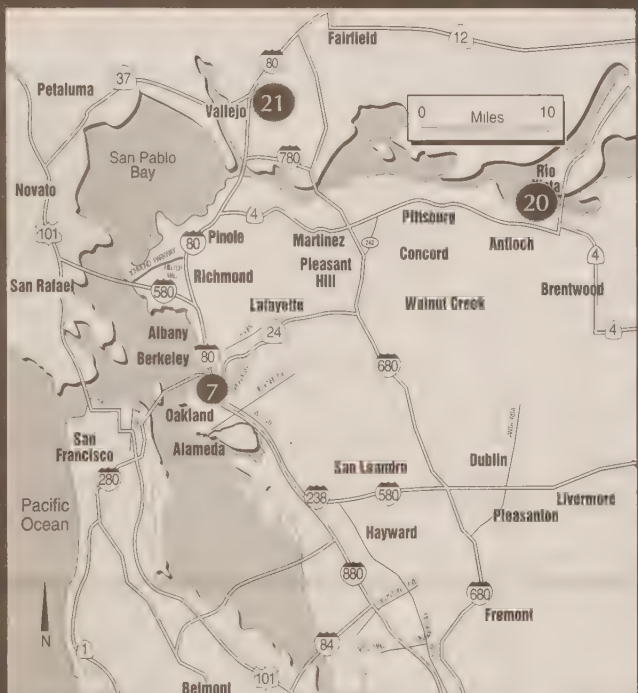 Fairfield
12
80
37
Petaluma
Vallejo
21
0 Miles 10
San Pablo
Bay
780
Rio
Vista
20
Novato
4
Pittsburg
101
80
Pinole
Martinez
242
Antioch
Concord
4
Pleasant
Hill
Richmond
San Rafael
580
Brentwood
Lafayette
Walnut Creek
24
Albany
4
Berkeley
80
680
7
Oakland
San
Francisco
Alameda
Dublin
San Leandro
280
238
580
Livermore
Pacific
Ocean
Pleasanton
Hayward
880
680
Fremont
N
84
1
101
Belmont